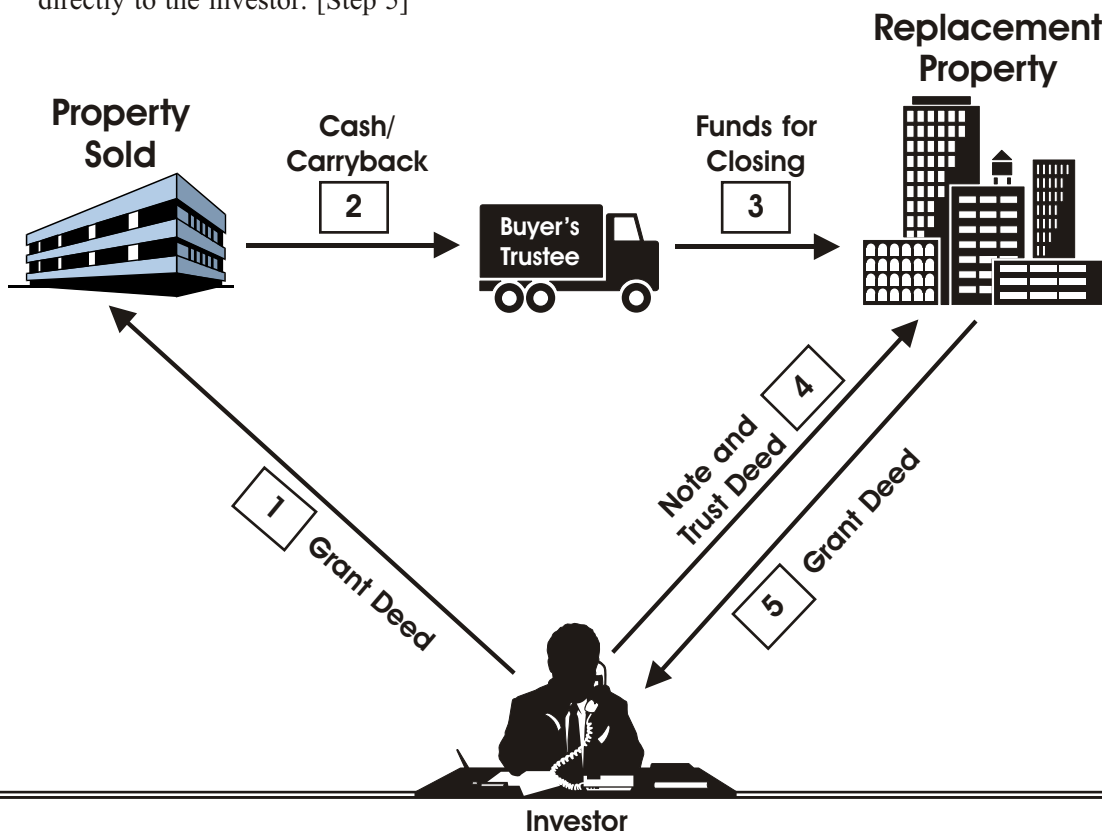 directly to the investor. [Step 5]
Replacement
Property
Property
Sold
Cash/
Carryback
2
Funds for
Closing
3
Buyer's
Trustee
4
Note and
Trust Deed
1
Grant Deed
5
Grant Deed
Investor